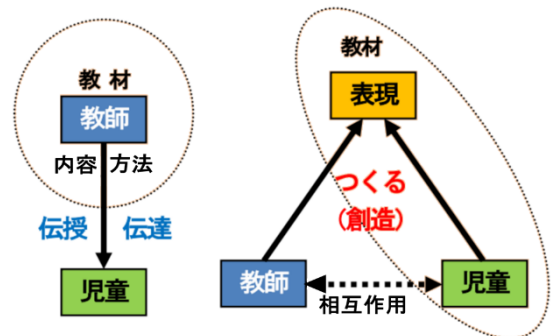 教材
教師
内容 方法
伝授 伝達
児童
教材
表現
つくる
(創造)
教師
児童
相互作用